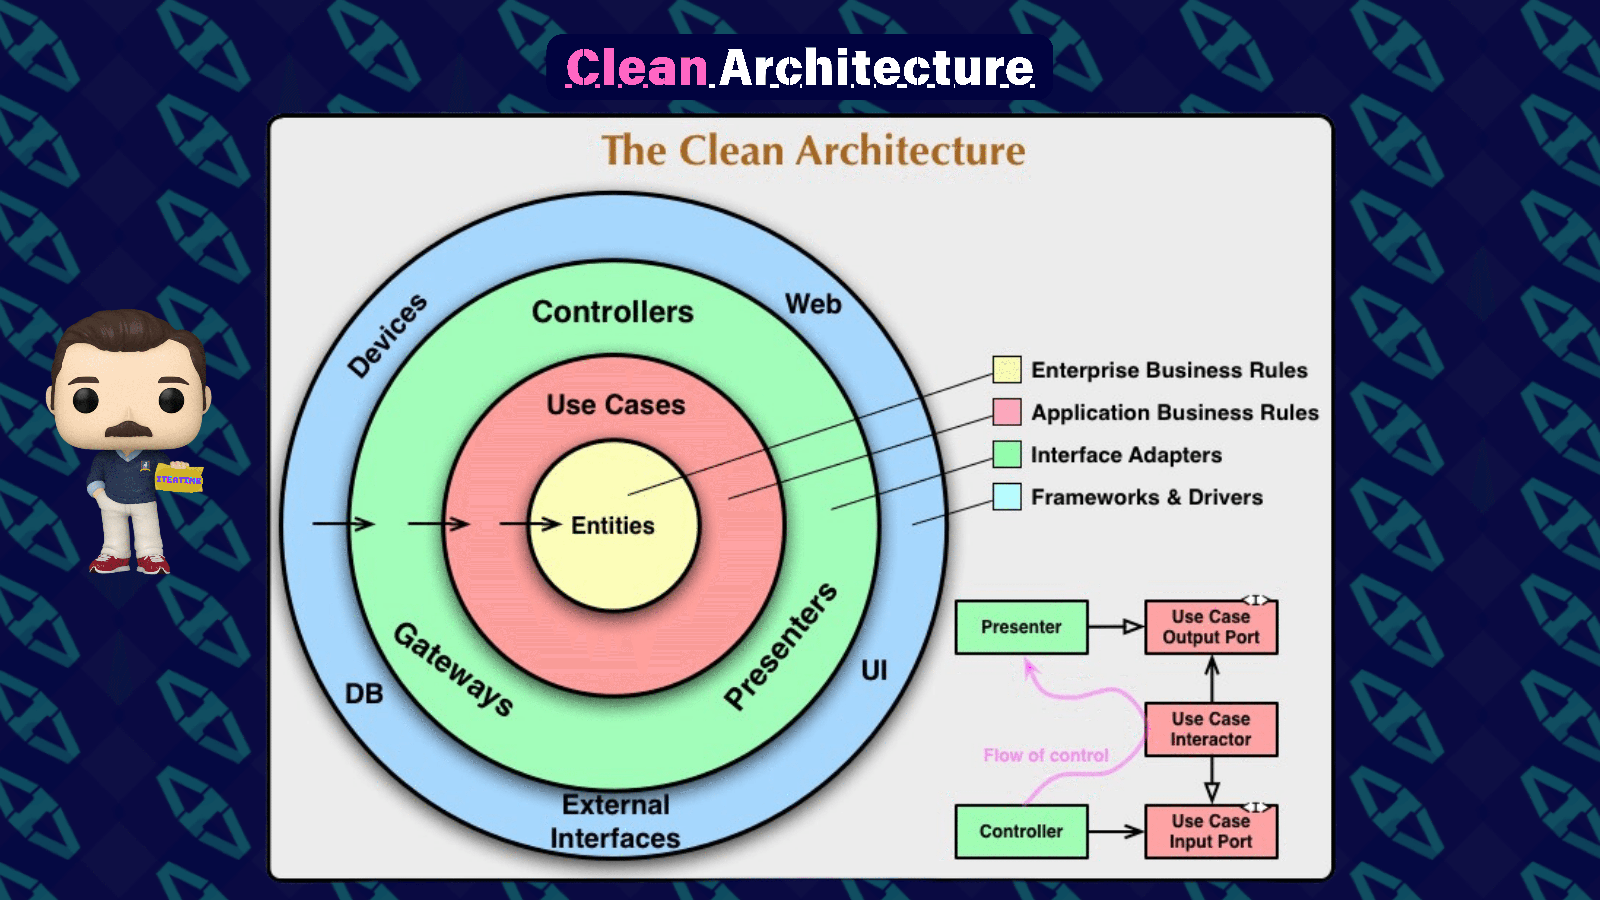 Clean Architecture
The Clean Architecture
Devices
Web
Controllers
Use Cases
Entities
Gateways
Presenters
DB
UI
External
Interfaces
Enterprise Business Rules
Application Business Rules
Interface Adapters
Frameworks & Drivers
Presenter
<I>
Use Case
Output Port
Use Case
Interactor
Flow of control
Controller
<I>
Use Case
Input Port
ITEATIME